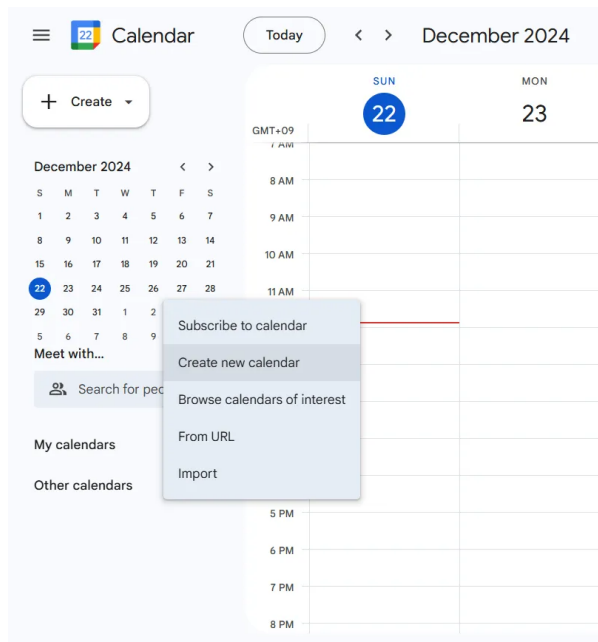 22 Calendar Today December 2024
Create
SUN MON
22 23
GMT+09
7 AM
December 2024
S M T W T F S
1 2 3 4 5 6 7
8 9 10 11 12 13 14
15 16 17 18 19 20 21
22 23 24 25 26 27 28
29 30 31 1 2
5 6 7 8 9
Meet with...
Search for peo
My calendars
Other calendars
Subscribe to calendar
Create new calendar
Browse calendars of interest
From URL
Import
8 AM
9 AM
10 AM
11 AM
5 PM
6 PM
7 PM
8 PM